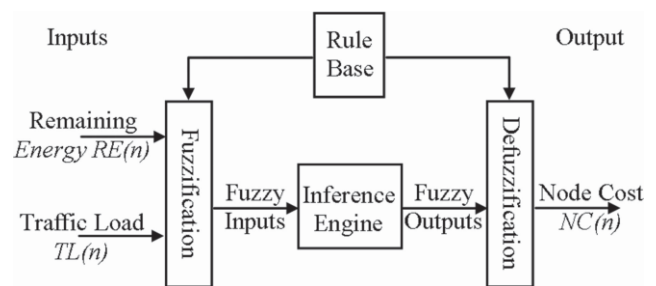 Inputs
Rule
Base
Output
Remaining
Energy RE(n)
Traffic Load
TL(n)
Fuzzification
Fuzzy
Inputs
Inference
Engine
Fuzzy
Outputs
Defuzzification
Node Cost
NC(n)